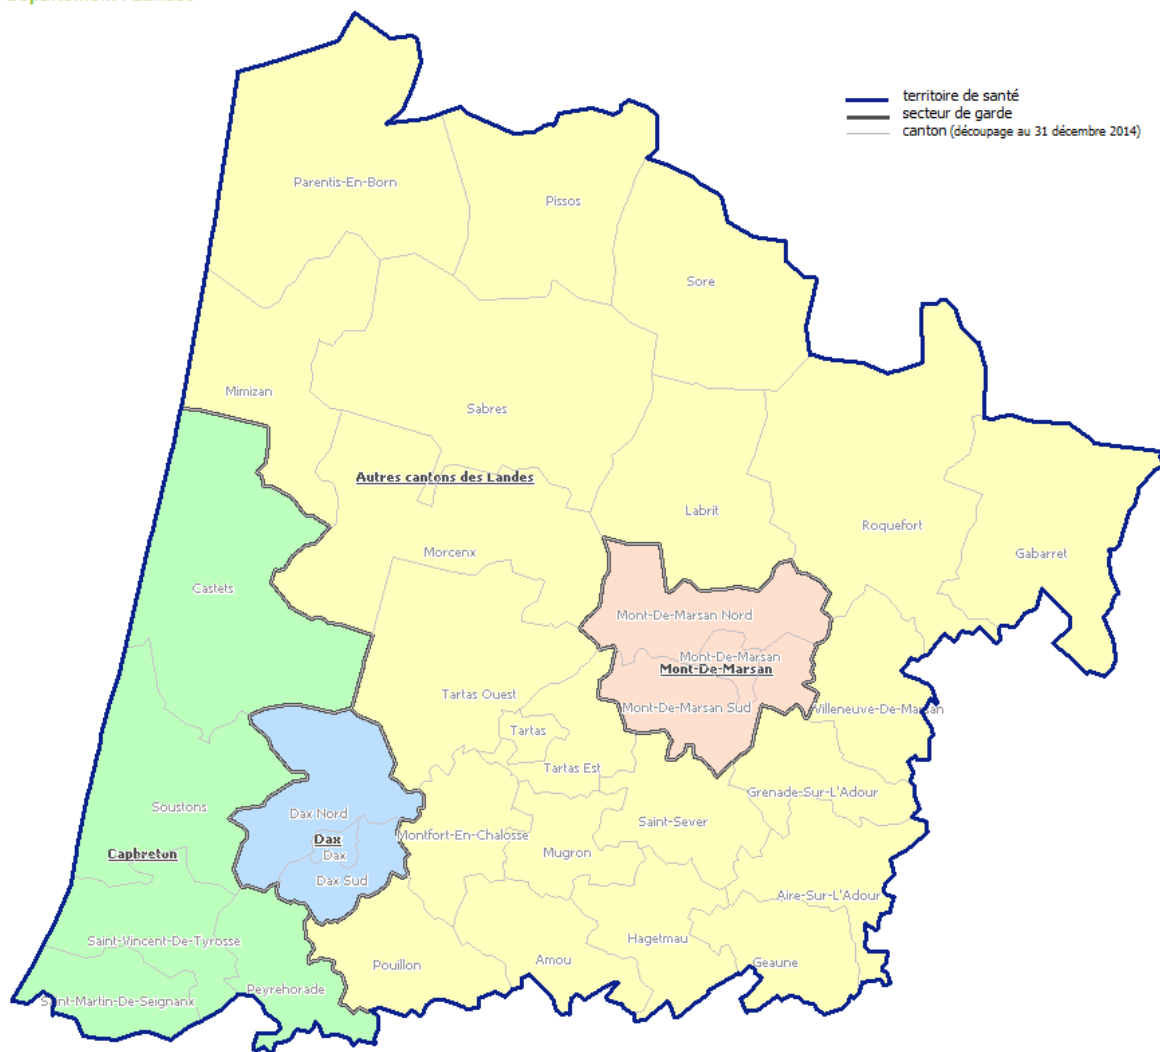 territoire de santé
secteur de garde
canton (découpage au 31 décembre 2014)
Parentis-En-Born
Pissos
Sore
Mimizan
Sabres
Autres cantons des Landes
Labrit
Roquefort
Gabarret
Morcenx
Castets
Mont-De-Marsan Nord
Mont-De-Marsan
Mont-De-Marsan
Tartas Ouest
Mont-De-Marsan Sud
Villeneuve-De-Marsan
Tartas
Tartas Est
Grenade-Sur-L'Adour
Soustons
Dax Nord
Saint-Sever
Montfort-En-Chalosse
Dax
Capbreton
Dax
Mugron
Dax Sud
Aire-Sur-L'Adour
Saint-Vincent-De-Tyrosse
Hagetmau
Pouillon
Amou
Geaune
Peyrehorade
Saint-Martin-De-Seignanx